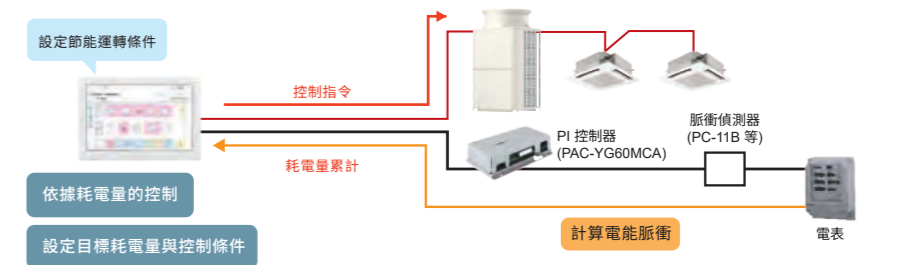 設定節能運轉條件
控制指令
耗電量累計
PI 控制器
(PAC-YG60MCA)
脈衝偵測器
(PC-11B 等)
依據耗電量的控制
設定目標耗電量與控制條件
計算電能脈衝
電表